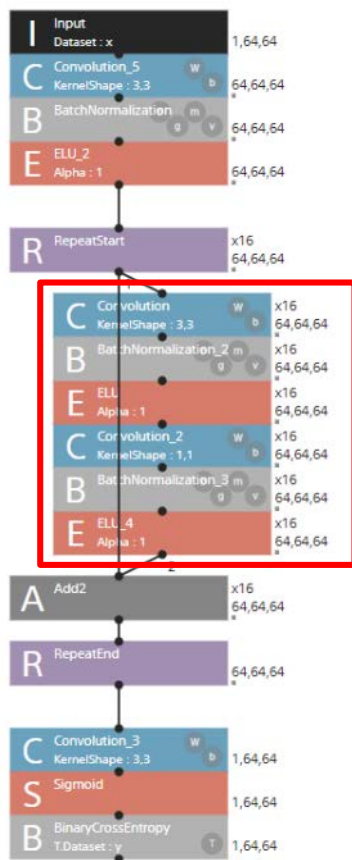 I Input
Dataset : x
1,64,64
C Convolution_5 W
KernelShape : 3,3 b
64,64,64
B BatchNormalization m
g v
64,64,64
E ELU_2
Alpha : 1
64,64,64
R RepeatStart
x16
64,64,64
1
C Convolution W
KernelShape : 3,3 b
x16
64,64,64
B BatchNormalization_2 m
g v
x16
64,64,64
E ELU
Alpha : 1
x16
64,64,64
C Convolution_2 W
KernelShape : 1,1 b
x16
64,64,64
B BatchNormalization_3 m
g v
x16
64,64,64
E ELU_4
Alpha : 1
x16
64,64,64
2
A Add2
x16
64,64,64
R RepeatEnd
64,64,64
C Convolution_3 W
KernelShape : 3,3 b
1,64,64
S Sigmoid
1,64,64
B BinaryCrossEntropy
T.Dataset : y T
1,64,64